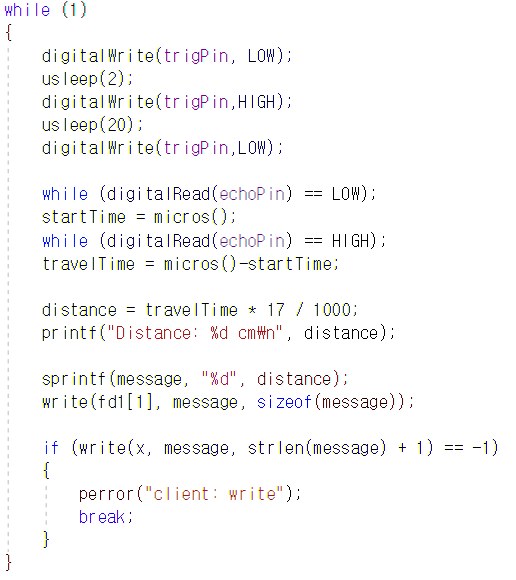 while (1)
{
digitalWrite(trigPin, LOW);
usleep(2);
digitalWrite(trigPin,HIGH);
usleep(20);
digitalWrite(trigPin,LOW);
while (digitalRead(echoPin) == LOW);
startTime = micros();
while (digitalRead(echoPin) == HIGH);
travelTime = micros()-startTime;
distance = travelTime * 17 / 1000;
printf("Distance: %d cm₩n", distance);
sprintf(message, "%d", distance);
write(fd1[1], message, sizeof(message));
if (write(x, message, strlen(message) + 1) == -1)
{
perror("client: write");
break;
}
}